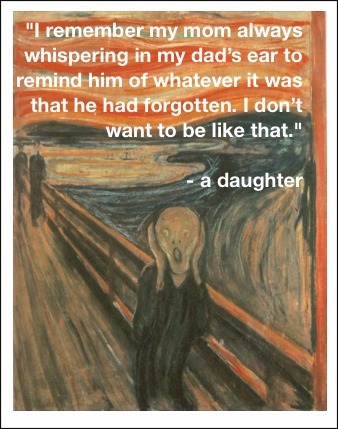 "I remember my mom always
whispering in my dad's ear to
remind him of whatever it was
that he had forgotten. I don't
want to be like that."
- a daughter